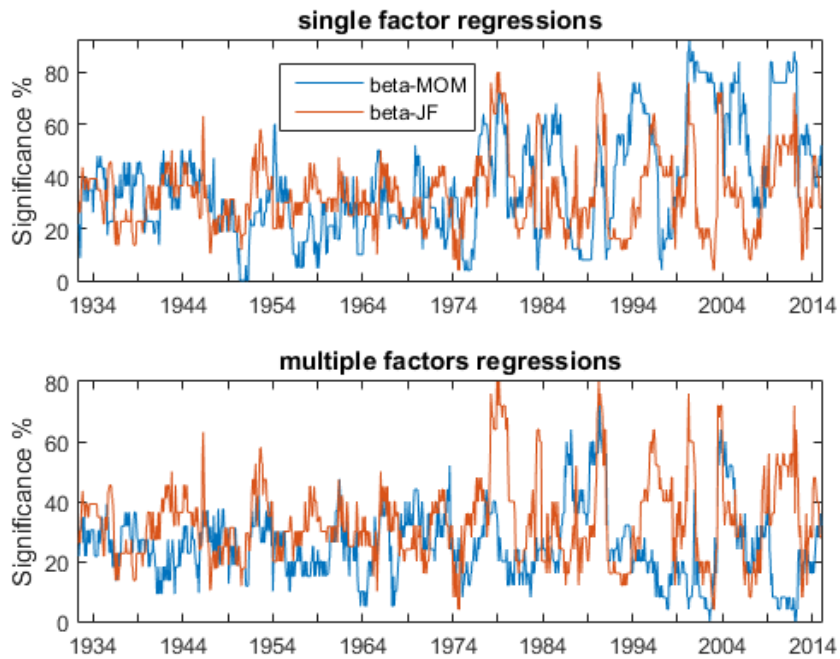 single factor regressions
Significance %
80
60
40
20
0
beta-MOM
beta-JF
1934 1944 1954 1964 1974 1984 1994 2004 2014
multiple factors regressions
Significance %
80
60
40
20
0
1934 1944 1954 1964 1974 1984 1994 2004 2014